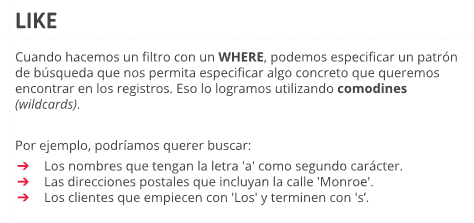 LIKE
Cuando hacemos un filtro con un WHERE, podemos especificar un patrón
de búsqueda que nos permita especificar algo concreto que queremos
encontrar en los registros. Eso lo logramos utilizando comodines
(wildcards).
Por ejemplo, podríamos querer buscar:
➔ Los nombres que tengan la letra 'a' como segundo carácter.
➔ Las direcciones postales que incluyan la calle 'Monroe'.
➔ Los clientes que empiecen con 'Los' y terminen con 's'.